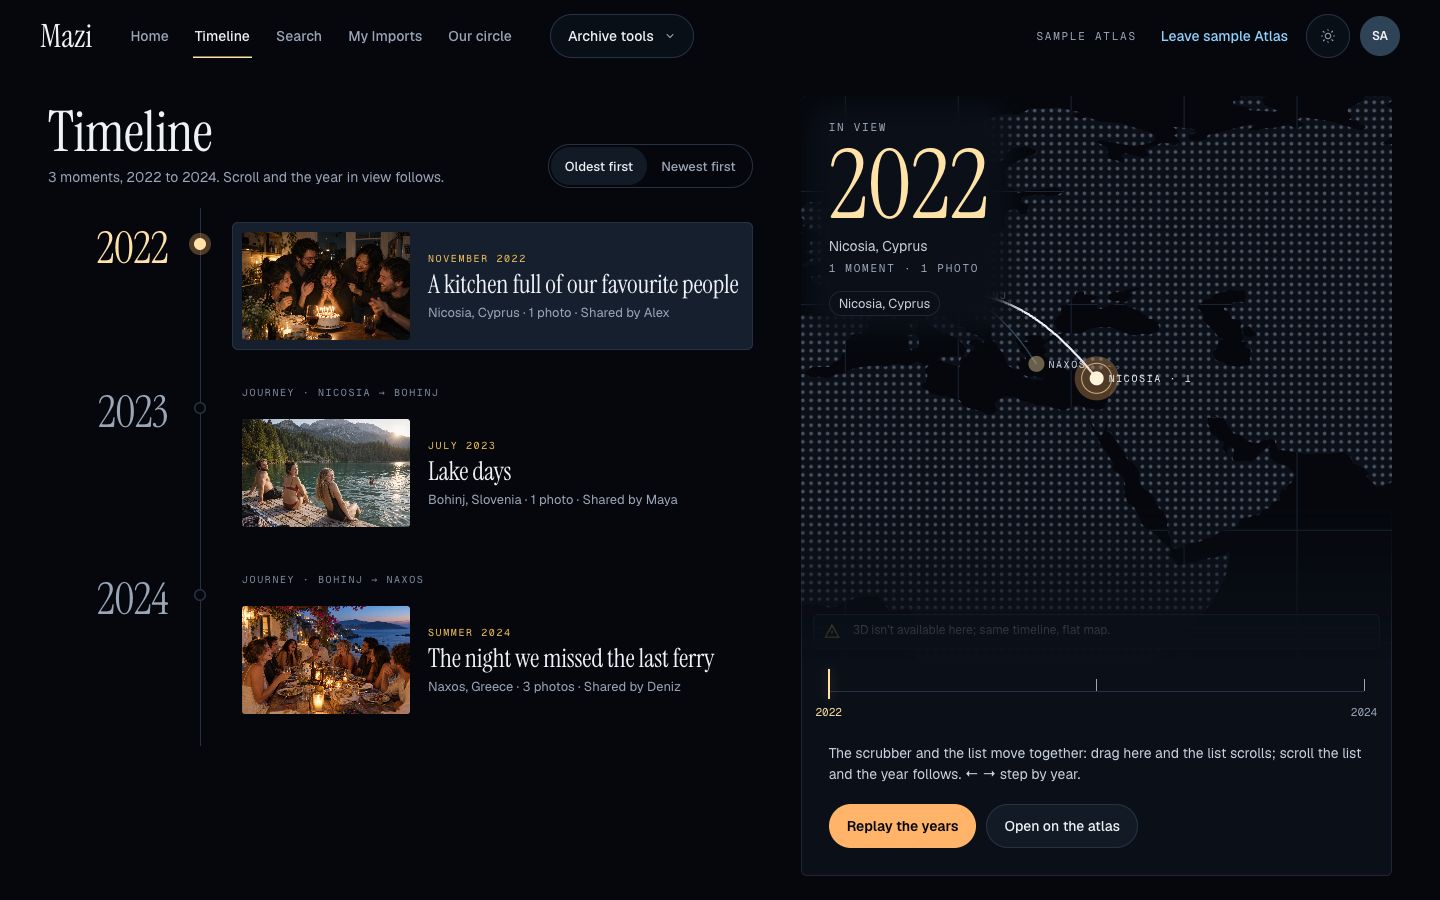 Mazi
Home
Timeline
Search
My Imports
Our circle
Archive tools
SAMPLE ATLAS
Leave sample Atlas
SA
Timeline
3 moments, 2022 to 2024. Scroll and the year in view follows.
Oldest first
Newest first
2022
NOVEMBER 2022
A kitchen full of our favourite people
Nicosia, Cyprus · 1 photo · Shared by Alex
2023
JOURNEY · NICOSIA → BOHINJ
JULY 2023
Lake days
Bohinj, Slovenia · 1 photo · Shared by Maya
2024
JOURNEY · BOHINJ → NAXOS
SUMMER 2024
The night we missed the last ferry
Naxos, Greece · 3 photos · Shared by Deniz
IN VIEW
2022
Nicosia, Cyprus
1 MOMENT · 1 PHOTO
Nicosia, Cyprus
NAXOS
NICOSIA · 1
3D isn't available here; same timeline, flat map.
2022
2024
The scrubber and the list move together: drag here and the list scrolls; scroll the list
and the year follows. ← → step by year.
Replay the years
Open on the atlas